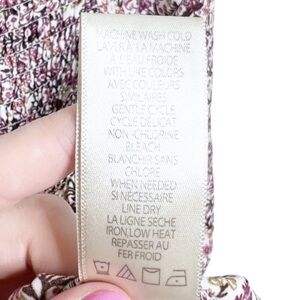 MACHINE WASH COLD
LAVER À LA MACHINE
À L'EAU FROIDE
WITH LIKE COLORS
AVEC COULEURS
SIMILAIRES
GENTLE CYCLE
CYCLE DÉLICAT
NON-CHLORINE
BLEACH
BLANCHIR SANS
CHLORE
WHEN NEEDED
SI NÉCESSAIRE
LINE DRY
LA LIGNE SÈCHE
IRON, LOW HEAT
REPASSER AU
FER FROID